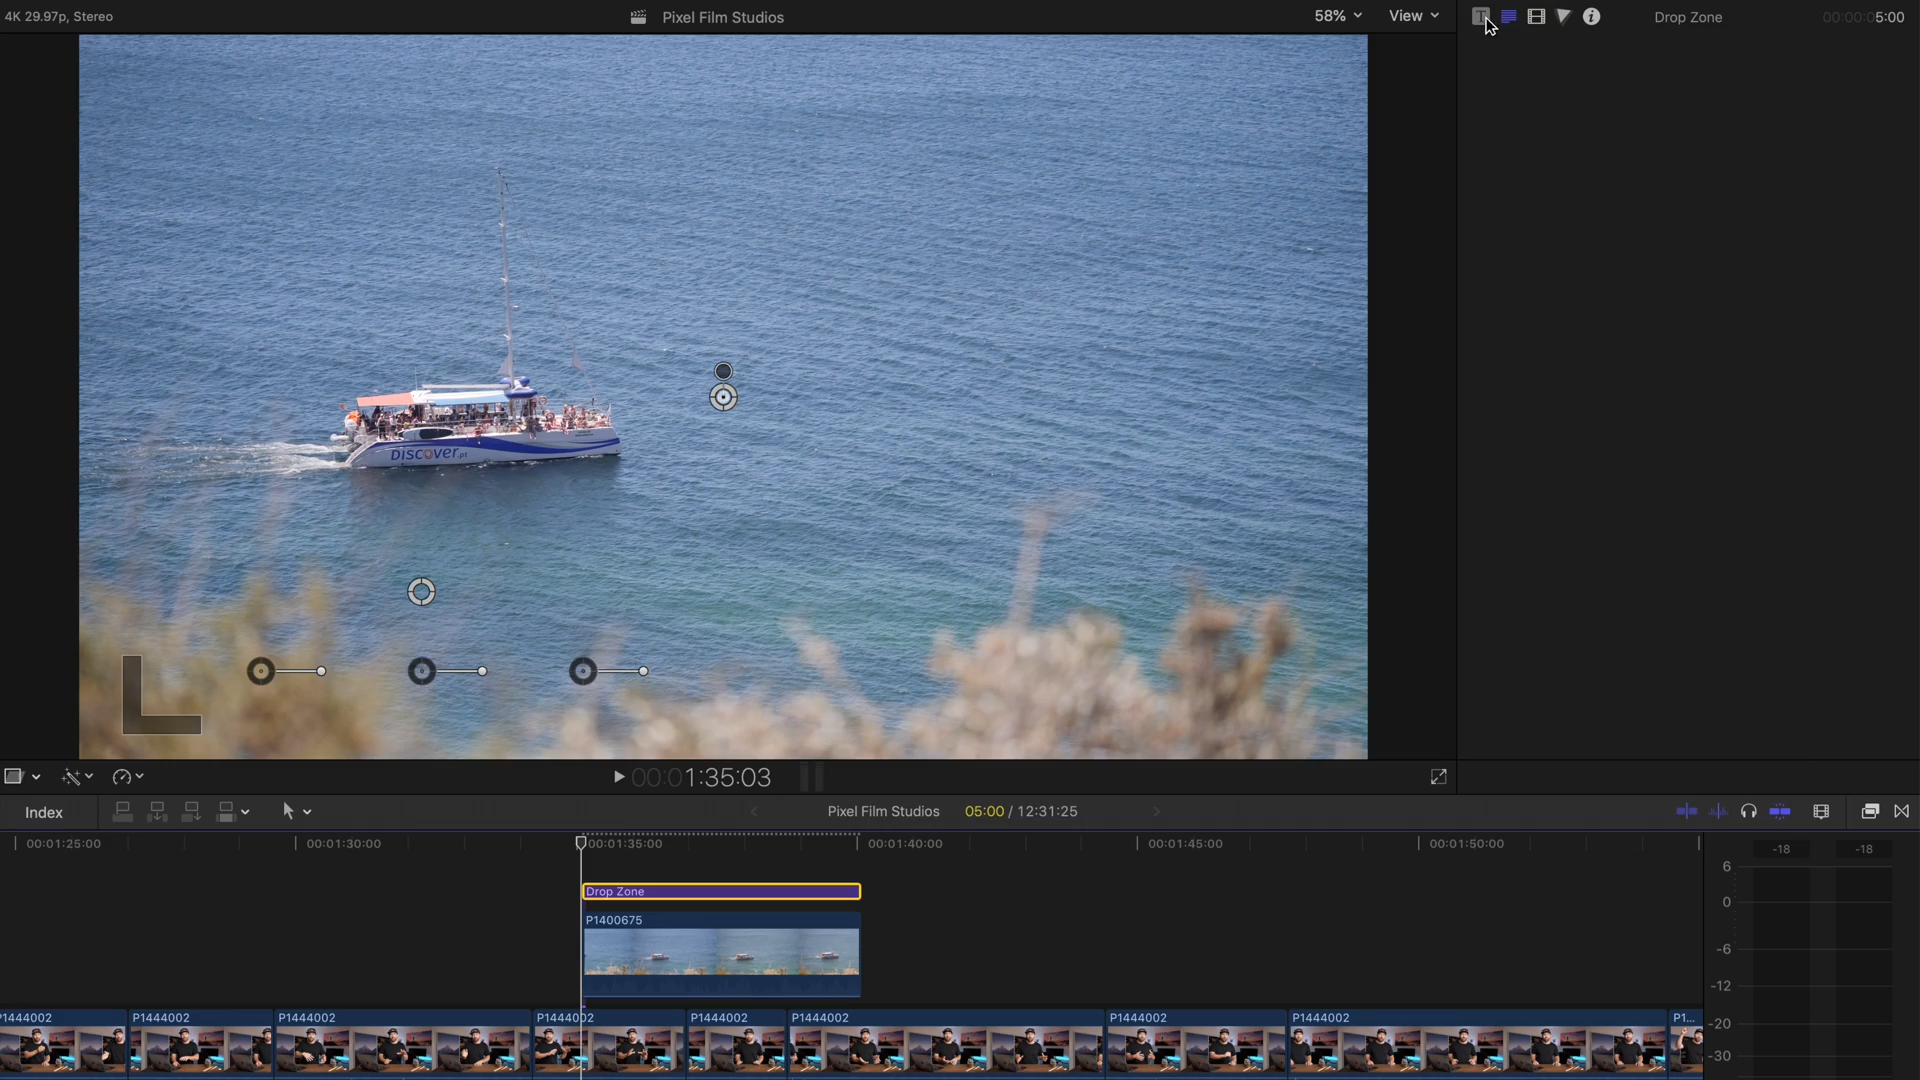 4K 29.97p, Stereo
Pixel Film Studios
58%
View
T
i
Drop Zone
00:00:05:00
DISCOVER.pt
00:01:35:03
Index
Pixel Film Studios
05:00 / 12:31:25
00:01:25:00
00:01:30:00
00:01:35:00
00:01:40:00
00:01:45:00
00:01:50:00
-18
-18
6
0
-6
-12
-20
-30
Drop Zone
P1400675
P1444002
P1444002
P1444002
P1444002
P1444002
P1444002
P1444002
P1444002
P1...